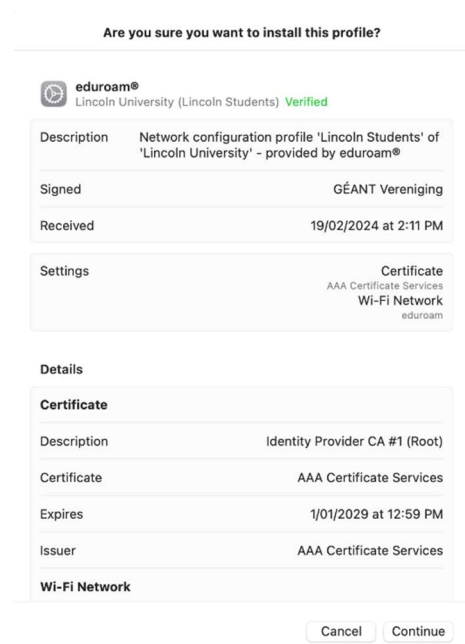 Are you sure you want to install this profile?
eduroam®
Lincoln University (Lincoln Students) Verified
Description Network configuration profile 'Lincoln Students' of
'Lincoln University' - provided by eduroam®
Signed GÉANT Vereniging
Received 19/02/2024 at 2:11 PM
Settings Certificate
AAA Certificate Services
Wi-Fi Network
eduroam
Details
Certificate
Description Identity Provider CA #1 (Root)
Certificate AAA Certificate Services
Expires 1/01/2029 at 12:59 PM
Issuer AAA Certificate Services
Wi-Fi Network
Cancel Continue